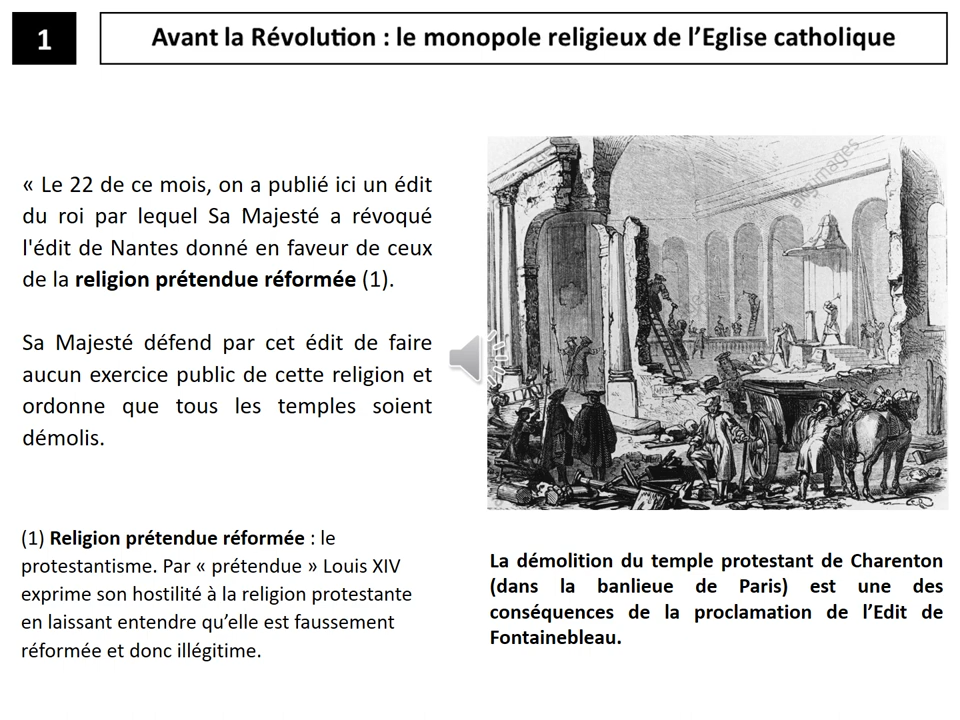 1
Avant la Révolution : le monopole religieux de l’Eglise catholique
« Le 22 de ce mois, on a publié ici un édit
du roi par lequel Sa Majesté a révoqué
l'édit de Nantes donné en faveur de ceux
de la religion prétendue réformée (1).
Sa Majesté défend par cet édit de faire
aucun exercice public de cette religion et
ordonne que tous les temples soient
démolis.
(1) Religion prétendue réformée : le
protestantisme. Par « prétendue » Louis XIV
exprime son hostilité à la religion protestante
en laissant entendre qu’elle est faussement
réformée et donc illégitime.
La démolition du temple protestant de Charenton
(dans la banlieue de Paris) est une des
conséquences de la proclamation de l’Edit de
Fontainebleau.